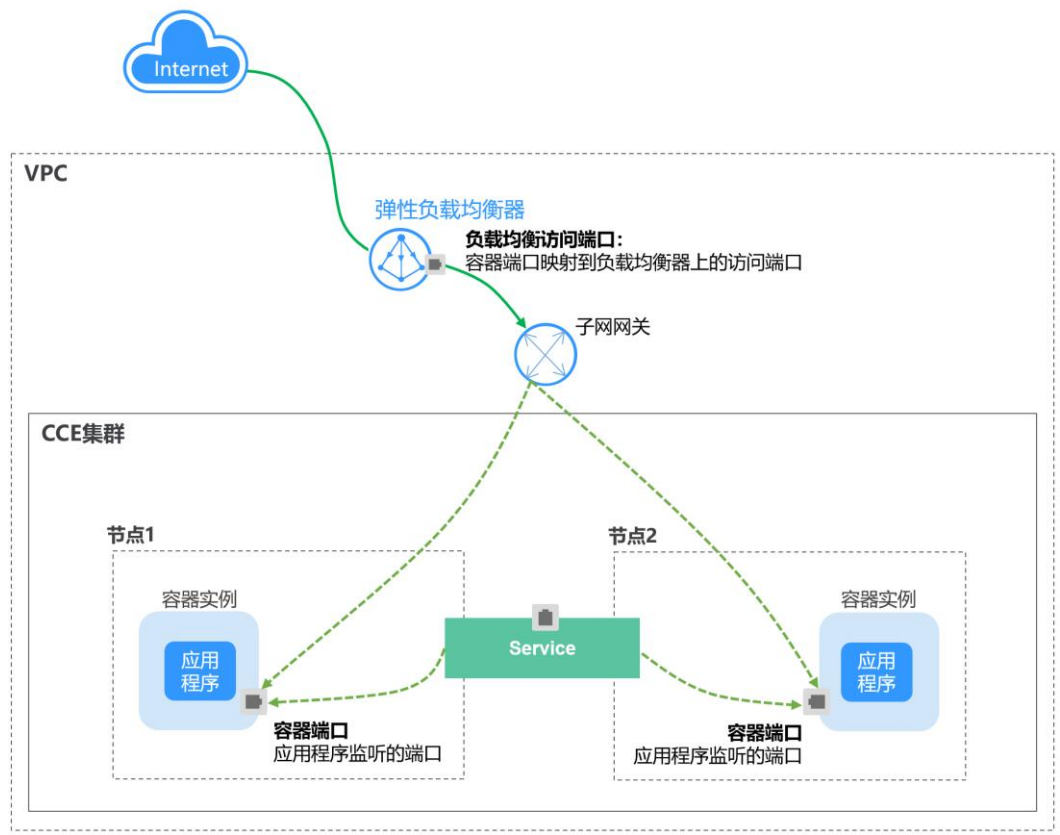 Internet
VPC
弹性负载均衡器
负载均衡访问端口：
容器端口映射到负载均衡器上的访问端口
子网网关
CCE集群
节点1
节点2
容器实例
容器实例
应用
程序
Service
应用
程序
容器端口
应用程序监听的端口
容器端口
应用程序监听的端口